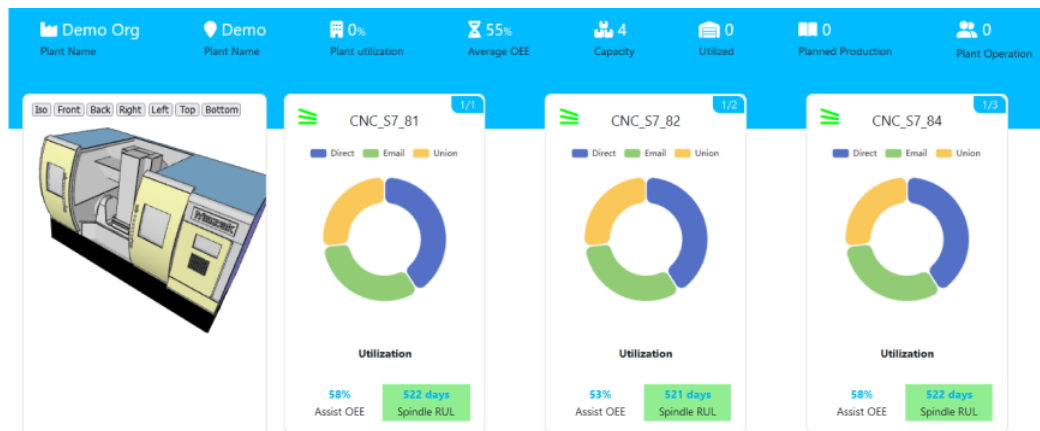 Demo Org
Plant Name
Demo
Plant Name
0%
Plant utilization
55%
Average OEE
4
Capacity
0
Utilized
0
Planned Production
0
Plant Operation
Iso Front Back Right Left Top Bottom
Mazak
1/1
CNC_S7_81
Direct Email Union
Utilization
58%
Assist OEE
522 days
Spindle RUL
1/2
CNC_S7_82
Direct Email Union
Utilization
53%
Assist OEE
521 days
Spindle RUL
1/3
CNC_S7_84
Direct Email Union
Utilization
58%
Assist OEE
522 days
Spindle RUL